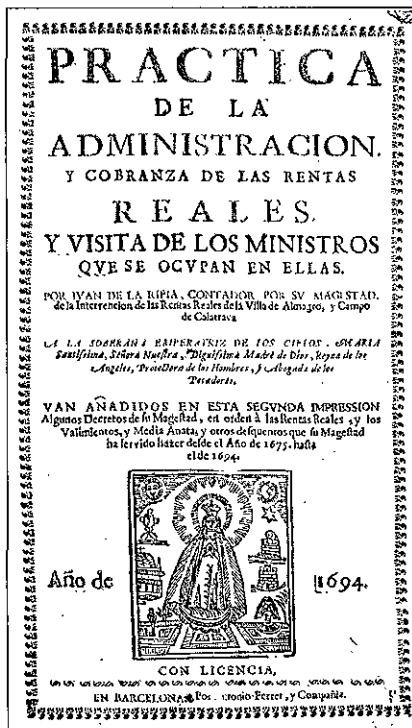 PRACTICA
DE LA
ADMINISTRACION.
Y COBRANZA DE LAS RENTAS
REALES.
Y VISITA DE LOS MINISTROS
QVE SE OCVPAN EN ELLAS.
POR IVAN DE LA RIPIA, CONTADOR POR SV MAGESTAD.
de la Intervencion de las Rentas Reales de la Villa de Almagro, y Campo
de Calatrava
A LA SOBERANA EMPERATRIZ DE LOS CIELOS. MARIA
Santissima, Señora Nuestra, Dignissima Madre de Dios, Reyna de los
Angeles, Protectora de los Hombres, y Abogada de los
Pecadores.
VAN AÑADIDOS EN ESTA SEGVNDA IMPRESSION
Algunos Decretos de su Magestad, en orden à las Rentas Reales, y los
Valimientos, y Media Anata, y otros desquentos que su Magestad
ha servido hazer desde el Año de 1675. hasta
el de 1694.
Año de 1694.
CON LICENCIA,
EN BARCELONA Por Ferrer, y Compañia.